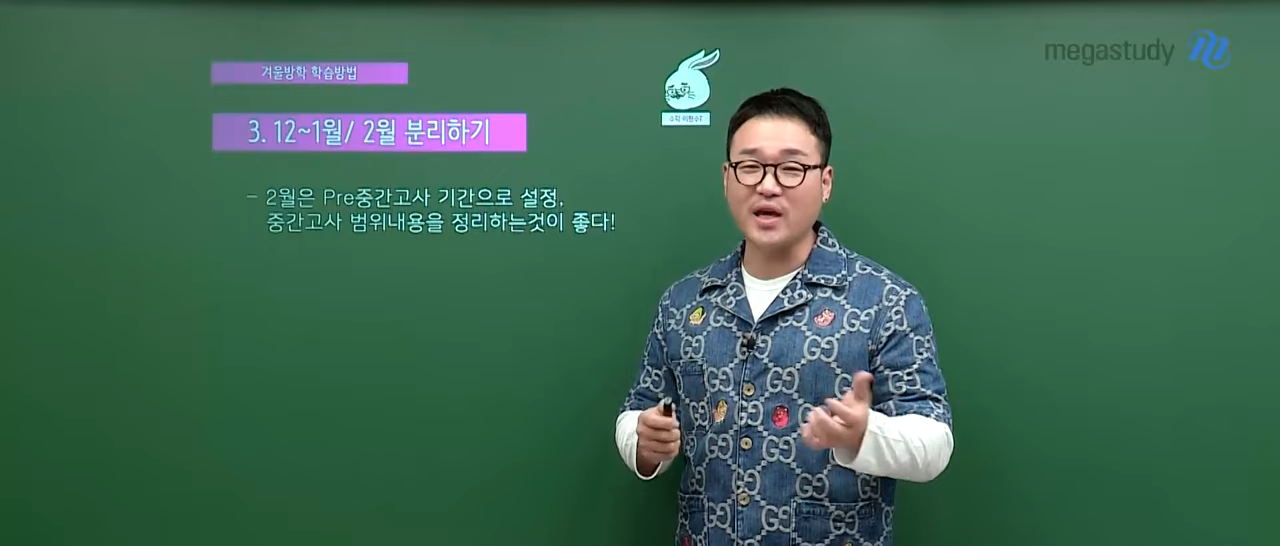 겨울방학 학습방법
megastudy
3. 12~1월/ 2월 분리하기
- 2월은 Pre중간고사 기간으로 설정,
중간고사 범위내용을 정리하는것이 좋다!